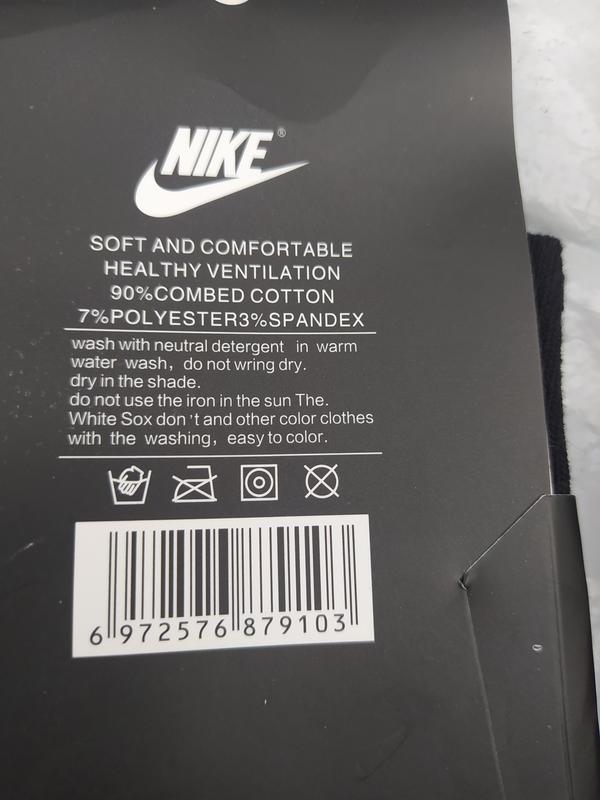 NIKE®
SOFT AND COMFORTABLE
HEALTHY VENTILATION
90%COMBED COTTON
7%POLYESTER3%SPANDEX
wash with neutral detergent in warm
water wash, do not wring dry.
dry in the shade.
do not use the iron in the sun The.
White Sox don't and other color clothes
with the washing, easy to color.
6 972576 879103